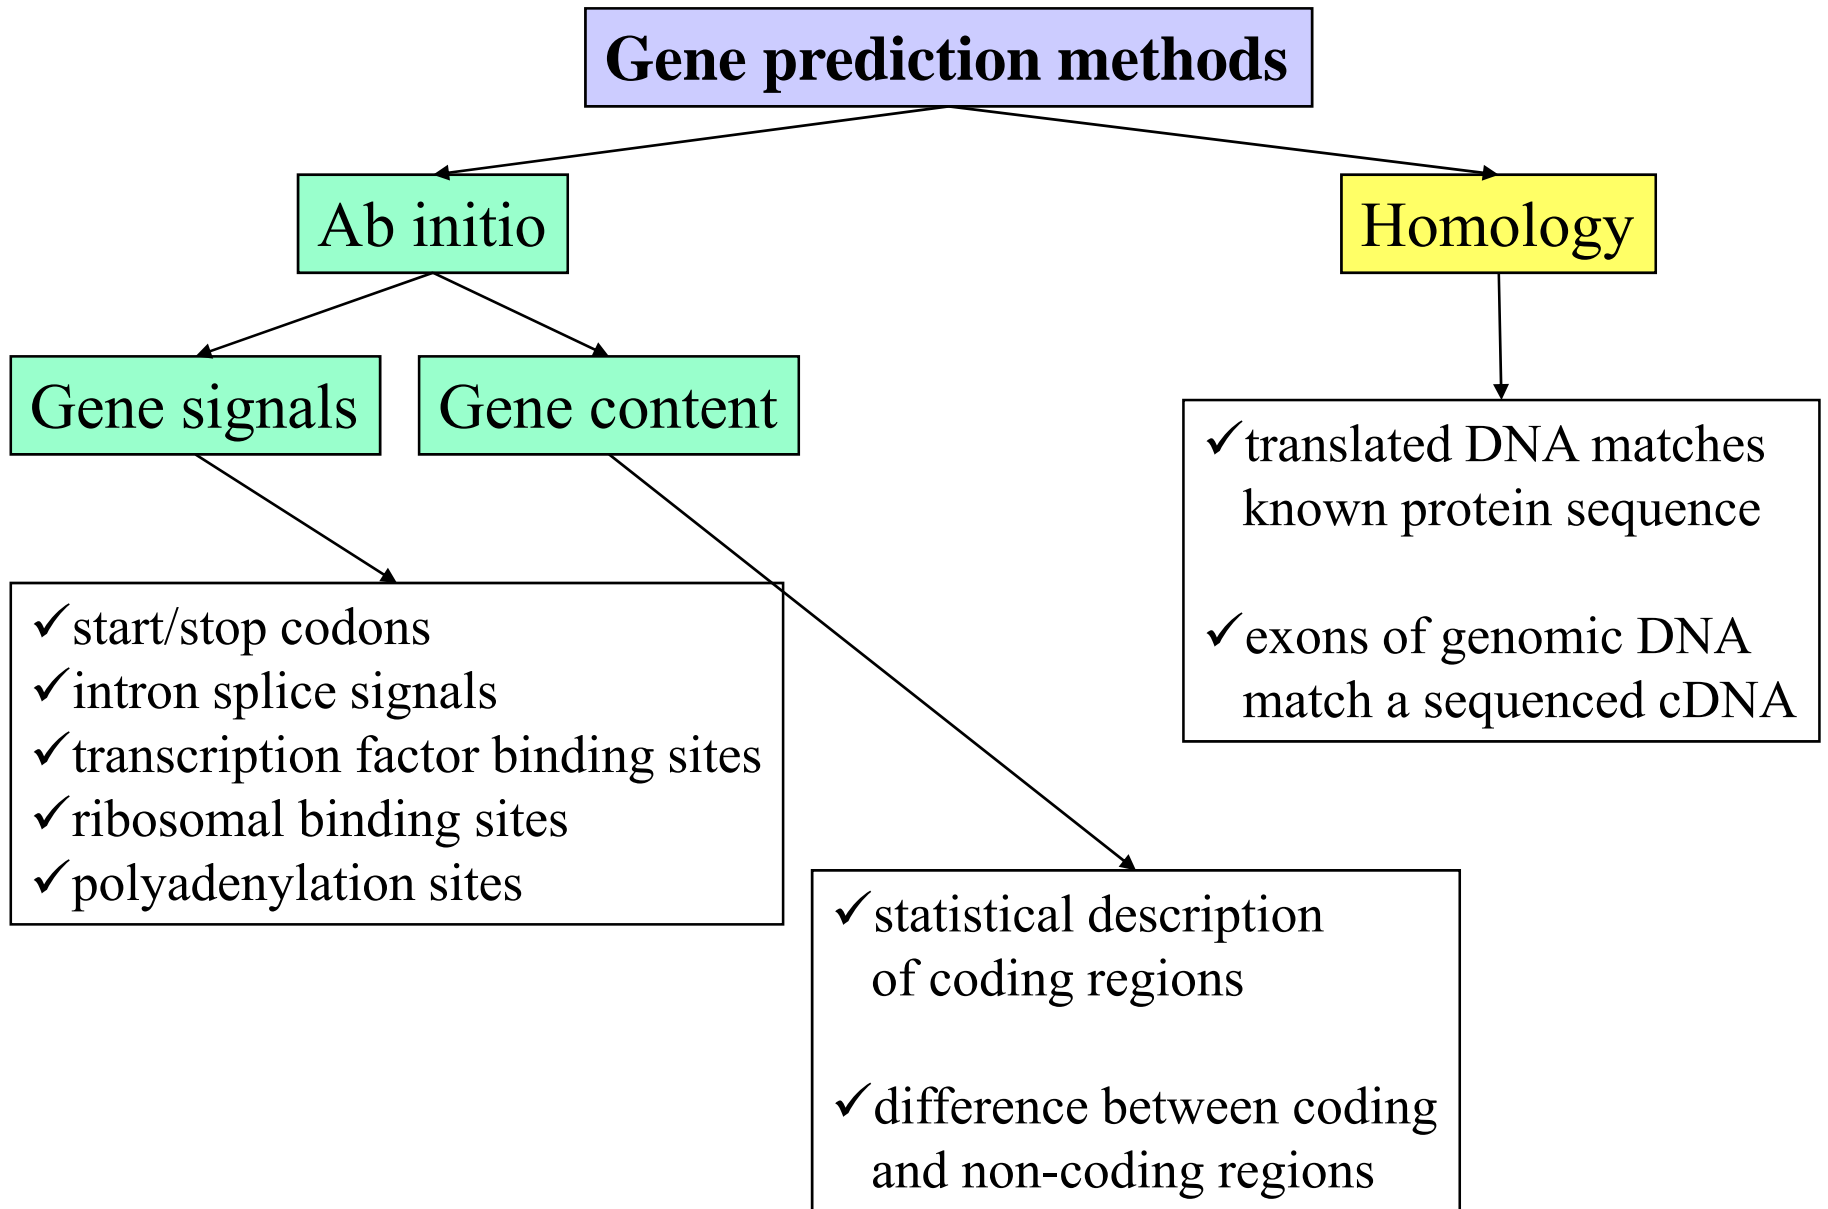 Gene prediction methods
Ab initio
Homology
Gene signals
Gene content
✓translated DNA matches
known protein sequence
✓exons of genomic DNA
match a sequenced cDNA
✓start/stop codons
✓intron splice signals
✓transcription factor binding sites
✓ribosomal binding sites
✓polyadenylation sites
✓statistical description
of coding regions
✓difference between coding
and non-coding regions